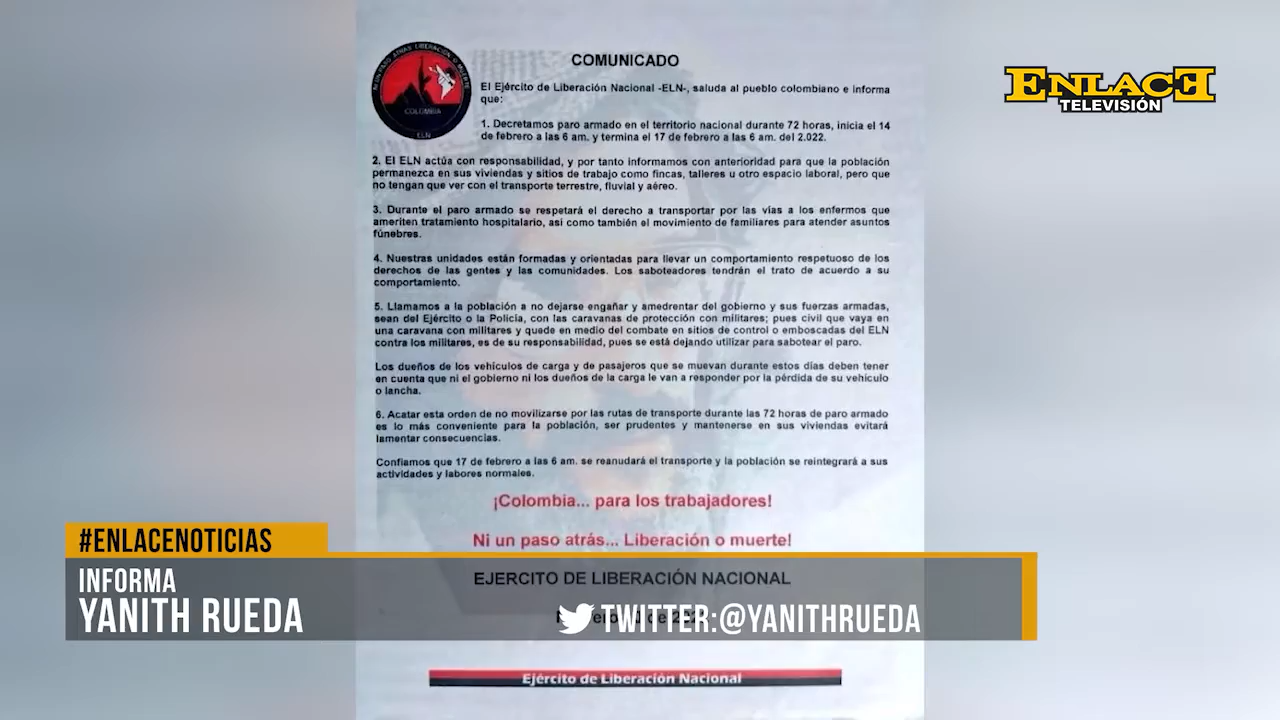 COMUNICADO
NI UN PASO ATRAS LIBERACIÓN O MUERTE
COLOMBIA
ELN
El Ejército de Liberación Nacional -ELN-, saluda al pueblo colombiano e informa
que:
1. Decretamos paro armado en el territorio nacional durante 72 horas, inicia el 14
de febrero a las 6 am. y termina el 17 de febrero a las 6 am. del 2.022.
2. El ELN actúa con responsabilidad, y por tanto informamos con anterioridad para que la población
permanezca en sus viviendas y sitios de trabajo como fincas, talleres u otro espacio laboral, pero que
no tengan que ver con el transporte terrestre, fluvial y aéreo.
3. Durante el paro armado se respetará el derecho a transportar por las vías a los enfermos que
ameriten tratamiento hospitalario, así como también el movimiento de familiares para atender asuntos
fúnebres.
4. Nuestras unidades están formadas y orientadas para llevar un comportamiento respetuoso de los
derechos de las gentes y las comunidades. Los saboteadores tendrán el trato de acuerdo a su
comportamiento.
5. Llamamos a la población a no dejarse engañar y amedrentar del gobierno y sus fuerzas armadas,
sean del Ejército o la Policía, con las caravanas de protección con militares; pues civil que vaya en
una caravana con militares y quede en medio del combate en sitios de control o emboscadas del ELN
contra los militares, es de su responsabilidad, pues se está dejando utilizar para sabotear el paro.
Los dueños de los vehículos de carga y de pasajeros que se muevan durante estos días deben tener
en cuenta que ni el gobierno ni los dueños de la carga le van a responder por la pérdida de su vehículo
o lancha.
6. Acatar esta orden de no movilizarse por las rutas de transporte durante las 72 horas de paro armado
es lo más conveniente para la población, ser prudentes y mantenerse en sus viviendas evitará
lamentar consecuencias.
Confiamos que 17 de febrero a las 6 am. se reanudará el transporte y la población se reintegrará a sus
actividades y labores normales.
¡Colombia... para los trabajadores!
Ni un paso atrás... Liberación o muerte!
EJERCITO DE LIBERACIÓN NACIONAL
Ejército de Liberación Nacional
ENLACE
TELEVISIÓN
#ENLACENOTICIAS
INFORMA
YANITH RUEDA
TWITTER:@YANITHRUEDA